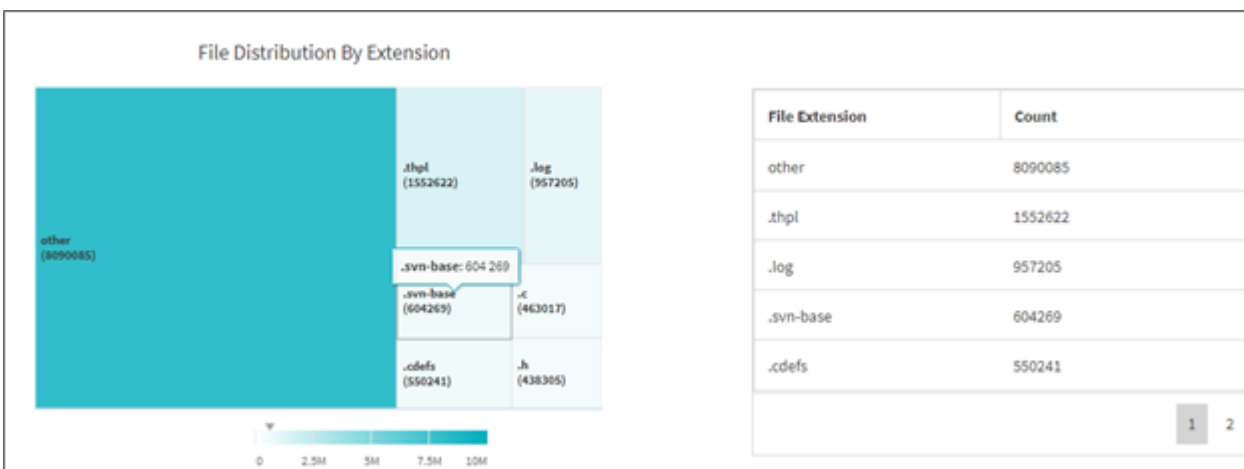 File Distribution By Extension
other
(8090085)
.thpl
(1552622)
.log
(957205)
.svn-base: 604 269
.svn-base
(604269)
.c
(463017)
.cdefs
(550241)
.h
(438305)
0 2.5M 5M 7.5M 10M
File Extension Count
other 8090085
.thpl 1552622
.log 957205
.svn-base 604269
.cdefs 550241
1 2